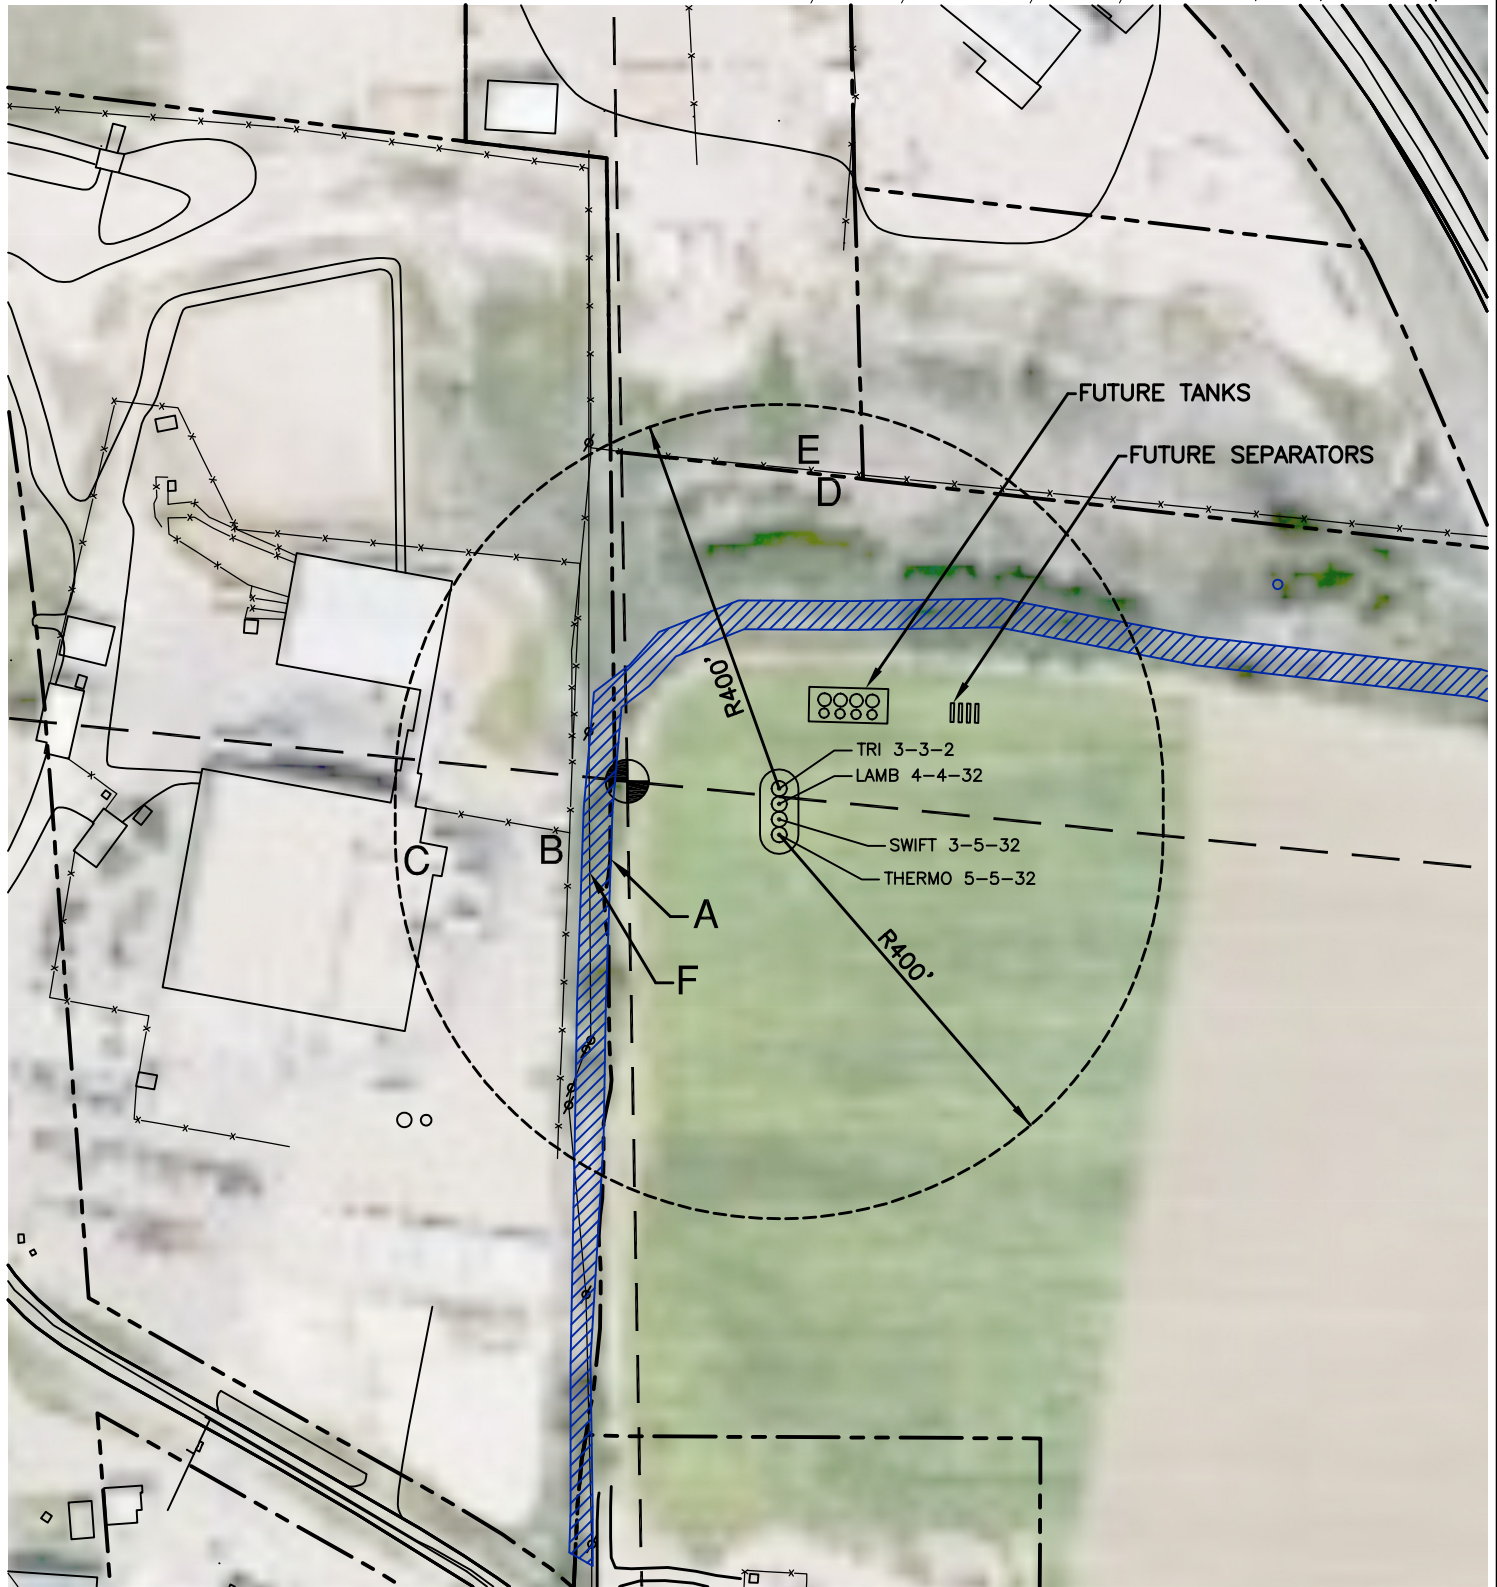 FUTURE TANKS
E
FUTURE SEPARATORS
D
R400'
TRI 3-3-2
LAMB 4-4-32
B
C
SWIFT 3-5-32
THERMO 5-5-32
A
R400'
F